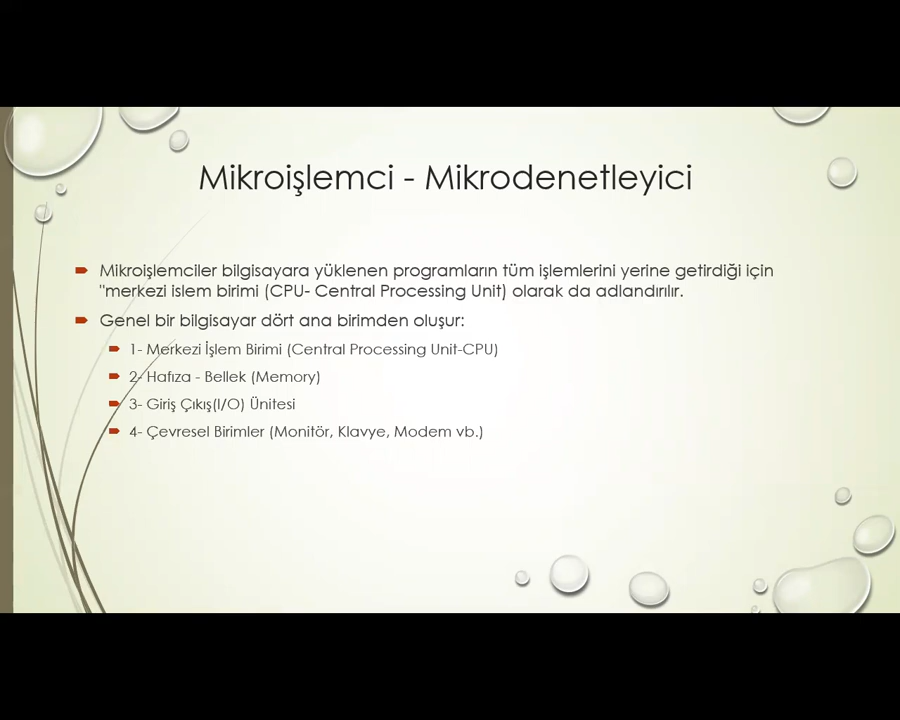 Mikroişlemci - Mikrodenetleyici
Mikroişlemciler bilgisayara yüklenen programların tüm işlemlerini yerine getirdiği için
"merkezi islem birimi (CPU- Central Processing Unit) olarak da adlandırılır.
Genel bir bilgisayar dört ana birimden oluşur:
1- Merkezi İşlem Birimi (Central Processing Unit-CPU)
2- Hafıza - Bellek (Memory)
3- Giriş Çıkış(I/O) Ünitesi
4- Çevresel Birimler (Monitör, Klavye, Modem vb.)